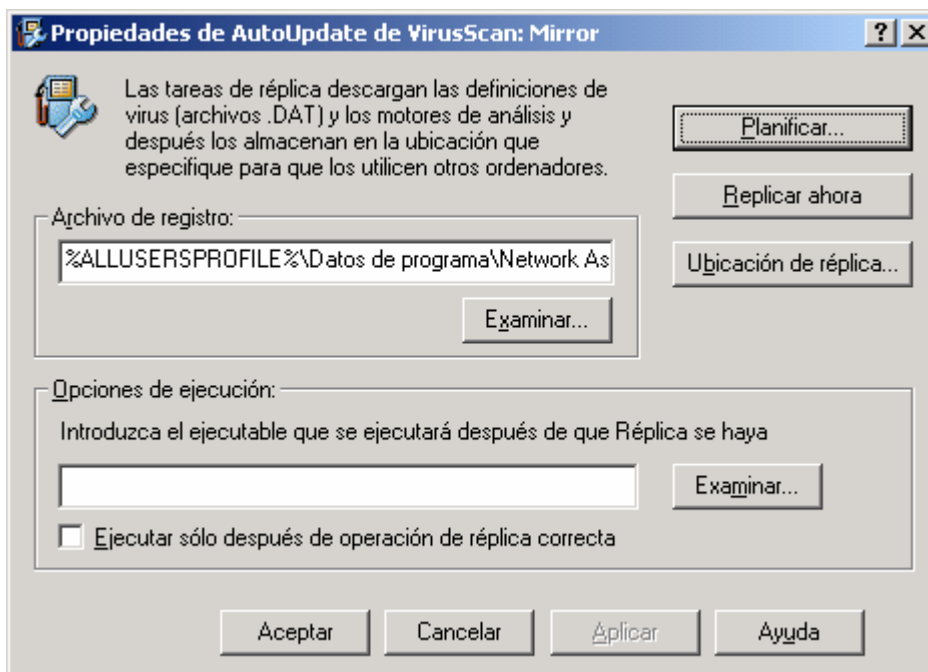 Propiedades de AutoUpdate de VirusScan: Mirror
Las tareas de réplica descargan las definiciones de
virus (archivos .DAT) y los motores de análisis y
después los almacenan en la ubicación que
especifique para que los utilicen otros ordenadores.
Planificar...
Replicar ahora
Ubicación de réplica...
Archivo de registro:
%ALLUSERSPROFILE%\Datos de programa\Network As
Examinar...
Opciones de ejecución:
Introduzca el ejecutable que se ejecutará después de que Réplica se haya
Examinar...
Ejecutar sólo después de operación de réplica correcta
Aceptar
Cancelar
Aplicar
Ayuda